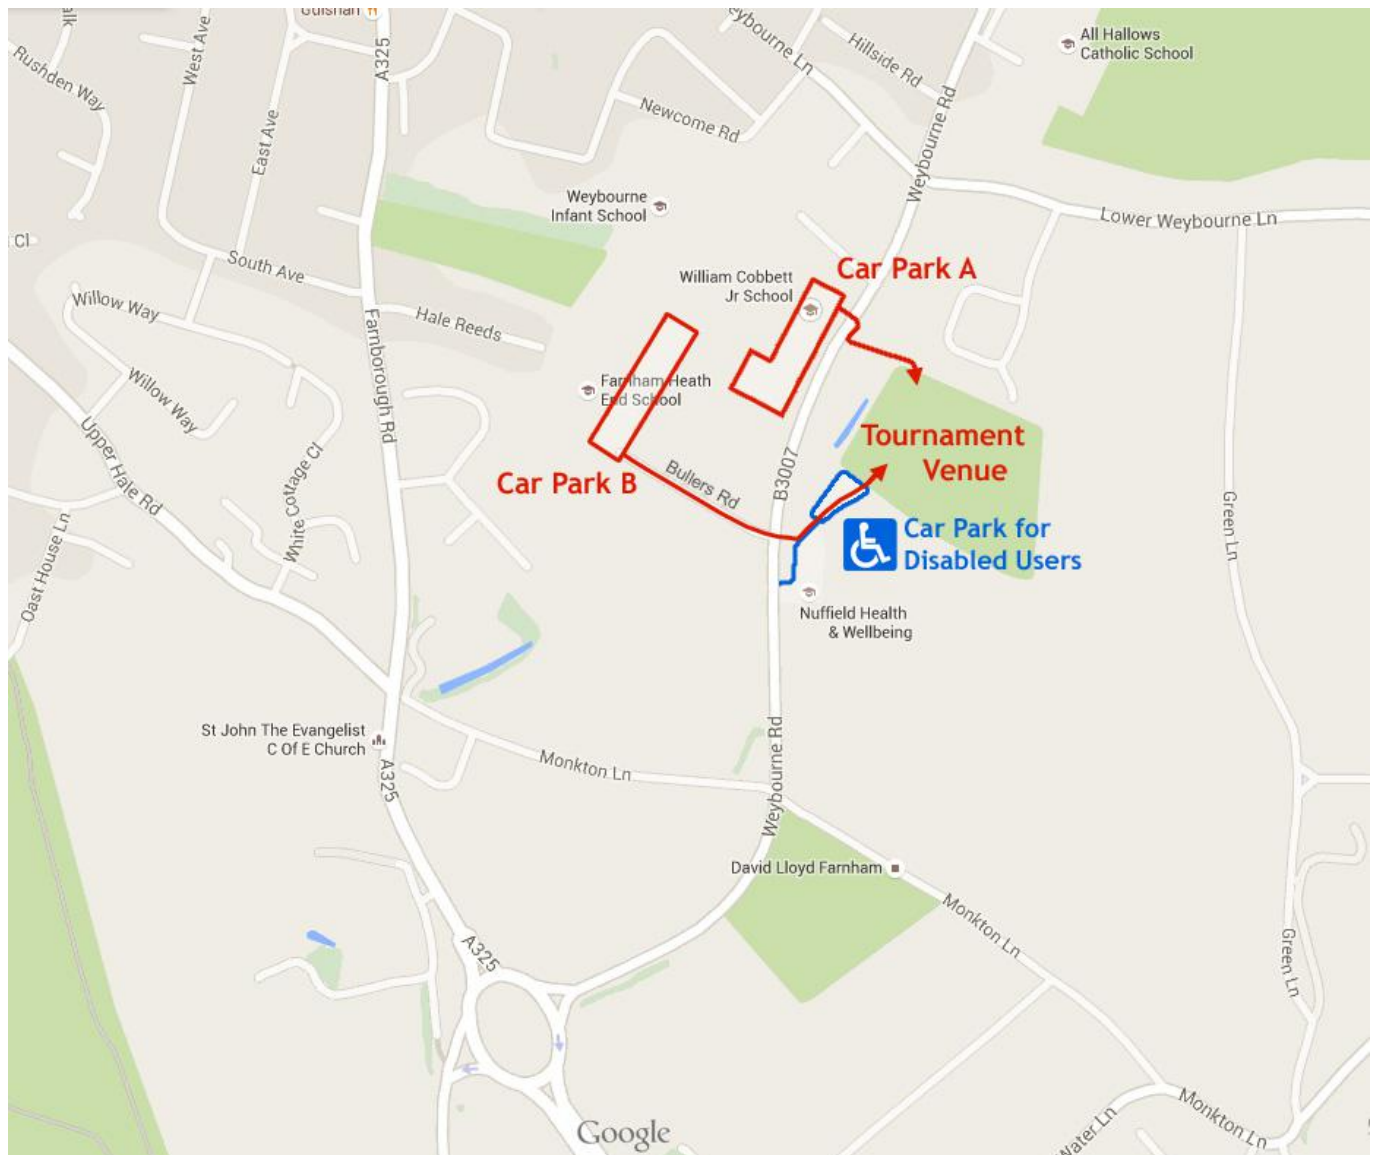 Gulshan
alk
Rushden Way
West Ave
East Ave
A325
Weybourne Ln
Hillside Rd
All Hallows
Catholic School
Newcome Rd
Weybourne Rd
Weybourne
Infant School
Lower Weybourne Ln
Cl
South Ave
Willow Way
William Cobbett
Jr School
Car Park A
Hale Reeds
Farnborough Rd
Willow Way
Farnham Heath
End School
Upper Hale Rd
White Cottage Cl
Car Park B
Bullers Rd
B3007
Tournament
Venue
Green Ln
Car Park for
Disabled Users
Oast House Ln
Nuffield Health
& Wellbeing
St John The Evangelist
C Of E Church
A325
Monkton Ln
Weybourne Rd
David Lloyd Farnham
Monkton Ln
A325
Green Ln
Google
Water Ln
Monkton Ln